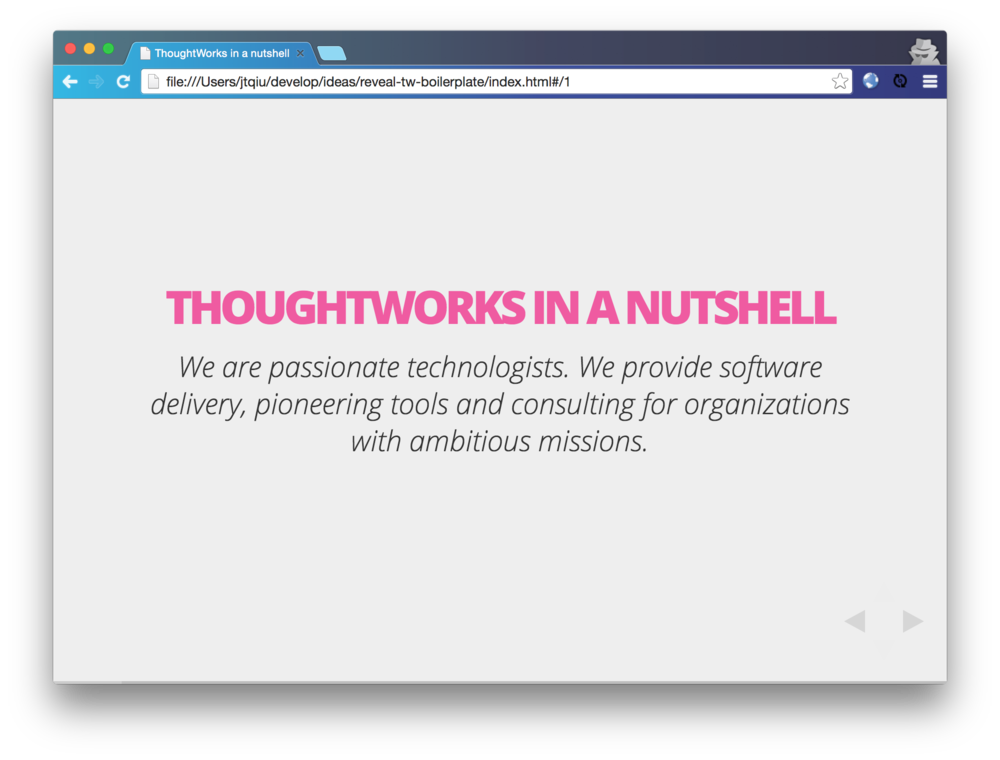 ThoughtWorks in a nutshell
file:///Users/jtqiu/develop/ideas/reveal-tw-boilerplate/index.html#/1
THOUGHTWORKS IN A NUTSHELL
We are passionate technologists. We provide software
delivery, pioneering tools and consulting for organizations
with ambitious missions.